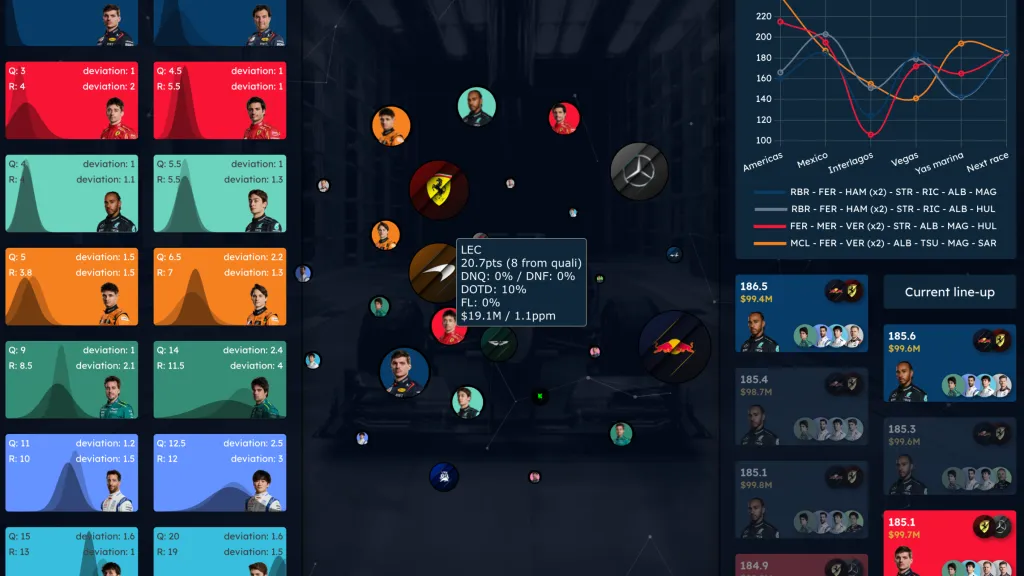 Q: 3 deviation: 1
R: 4 deviation: 2
Q: 4.5 deviation: 1
R: 5.5 deviation: 1
Q: 4 deviation: 1
R: 4 deviation: 1.1
Q: 5.5 deviation: 1
R: 5.5 deviation: 1.3
Q: 5 deviation: 1.5
R: 3.8 deviation: 1.5
Q: 6.5 deviation: 2.2
R: 7 deviation: 1.3
Q: 9 deviation: 1
R: 8.5 deviation: 2.1
Q: 14 deviation: 2.4
R: 11.5 deviation: 4
Q: 11 deviation: 1.2
R: 10 deviation: 1.5
Q: 12.5 deviation: 2.5
R: 12 deviation: 3
Q: 15 deviation: 1.6
R: 13 deviation: 1
Q: 20 deviation: 1.6
R: 19 deviation: 1.5
LEC
20.7pts (8 from quali)
DNQ: 0% / DNF: 0%
DOTD: 10%
FL: 0%
$19.1M / 1.1ppm
220
200
180
160
140
120
100
Americas
Mexico
Interlagos
Vegas
Yas marina
Next race
RBR - FER - HAM (x2) - STR - RIC - ALB - MAG
RBR - FER - HAM (x2) - STR - RIC - ALB - HUL
FER - MER - VER (x2) - STR - ALB - MAG - HUL
MCL - FER - VER (x2) - ALB - TSU - MAG - SAR
186.5
$99.4M
185.4
$98.7M
185.1
$99.8M
184.9
Current line-up
185.6
$99.6M
185.3
$99.6M
185.1
$99.7M